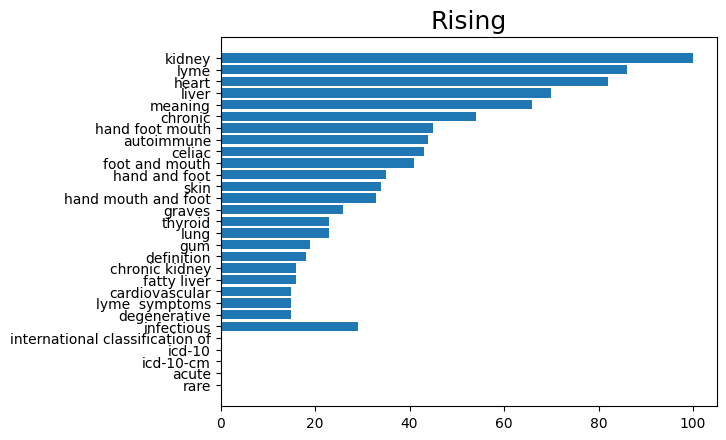 Rising
kidney
lyme
heart
liver
meaning
chronic
hand foot mouth
autoimmune
celiac
foot and mouth
hand and foot
skin
hand mouth and foot
graves
thyroid
lung
gum
definition
chronic kidney
fatty liver
cardiovascular
lyme  symptoms
degenerative
infectious
international classification of
icd-10
icd-10-cm
acute
rare
0 20 40 60 80 100